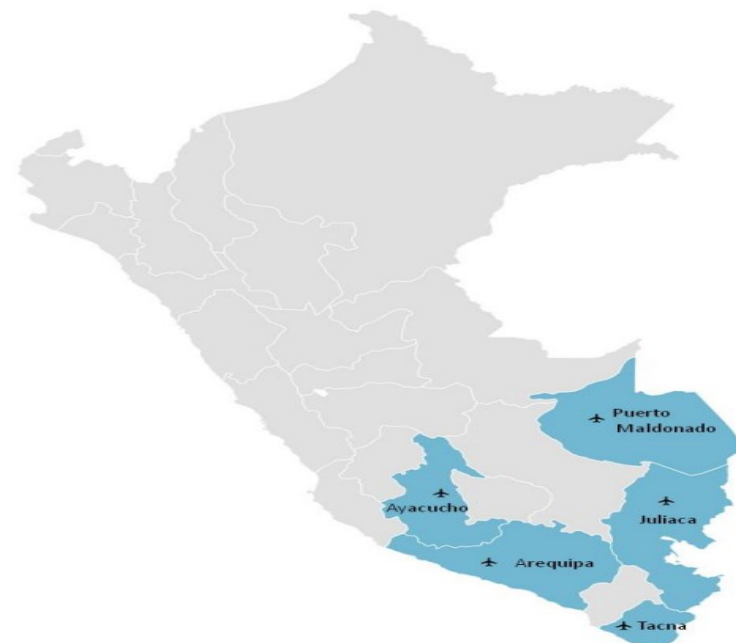 Puerto
Maldonado
Ayacucho
Juliaca
Arequipa
Tacna